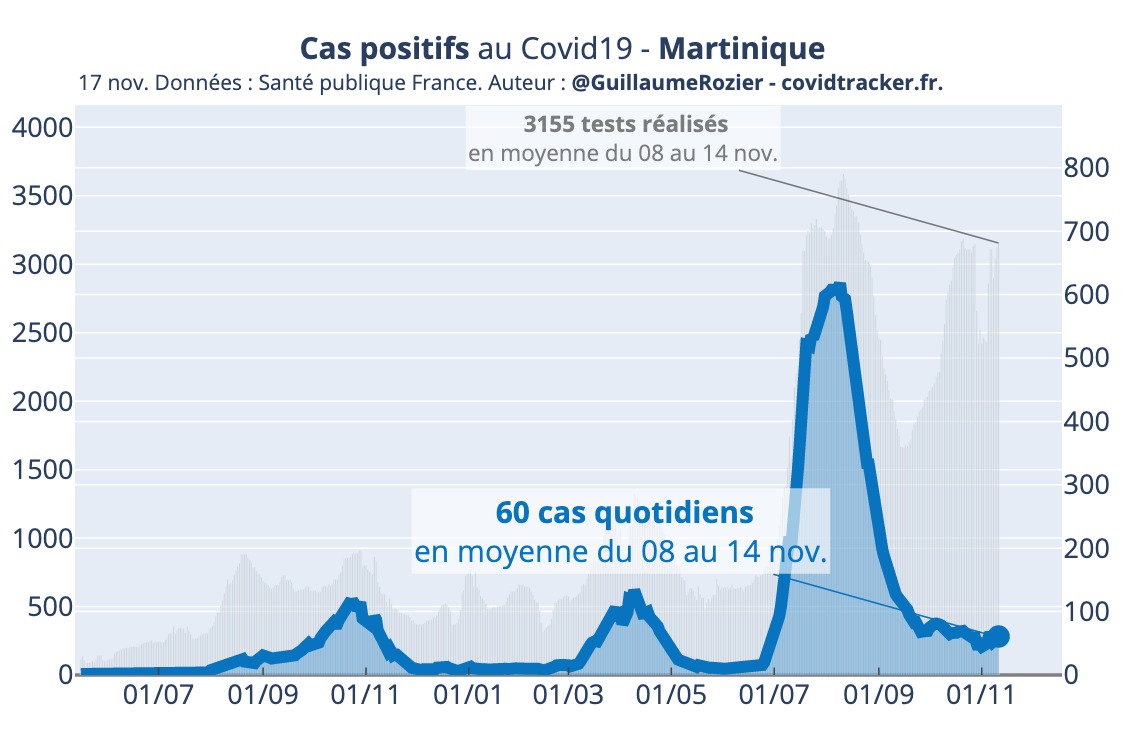 Cas positifs au Covid19 - Martinique
17 nov. Données : Santé publique France. Auteur : @GuillaumeRozier - covidtracker.fr.
3155 tests réalisés
en moyenne du 08 au 14 nov.
60 cas quotidiens
en moyenne du 08 au 14 nov.
4000
3500
3000
2500
2000
1500
1000
500
0
800
700
600
500
400
300
200
100
0
01/07 01/09 01/11 01/01 01/03 01/05 01/07 01/09 01/11